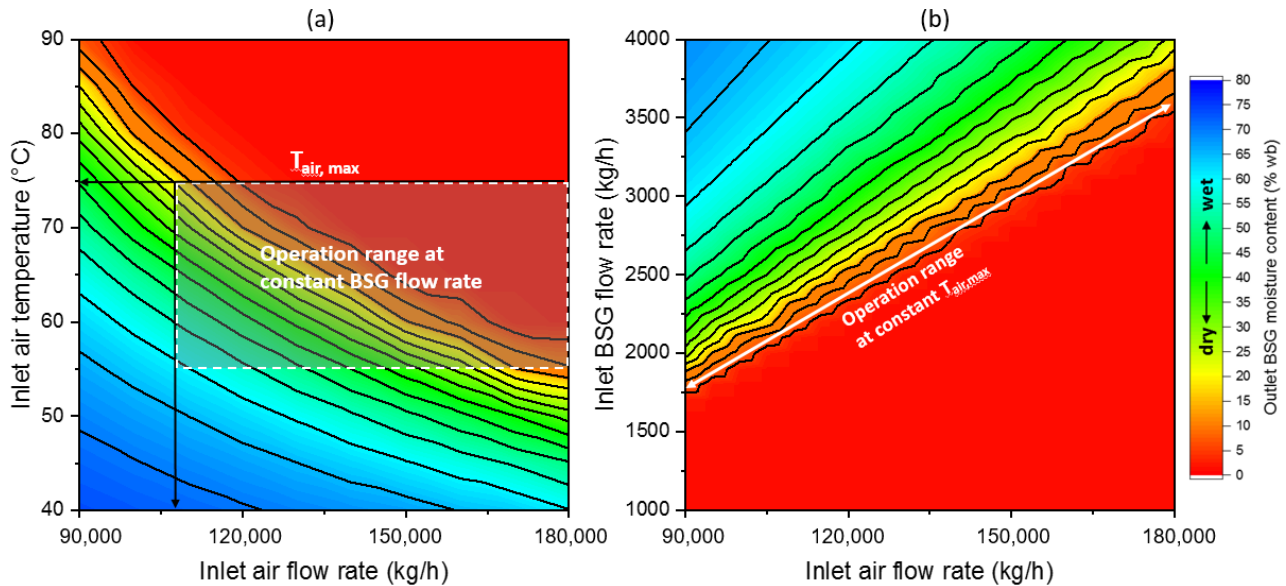 (a)
90
80
70
60
50
40
Inlet air temperature (°C)
T air, max
Operation range at
constant BSG flow rate
90,000
120,000
150,000
180,000
Inlet air flow rate (kg/h)
(b)
4000
3500
3000
2500
2000
1500
1000
Inlet BSG flow rate (kg/h)
Operation range
at constant T air,max
90,000
120,000
150,000
180,000
Inlet air flow rate (kg/h)
80
75
70
65
60
55
50
45
40
35
30
25
20
15
10
5
0
dry
wet
Outlet BSG moisture content (% wb)